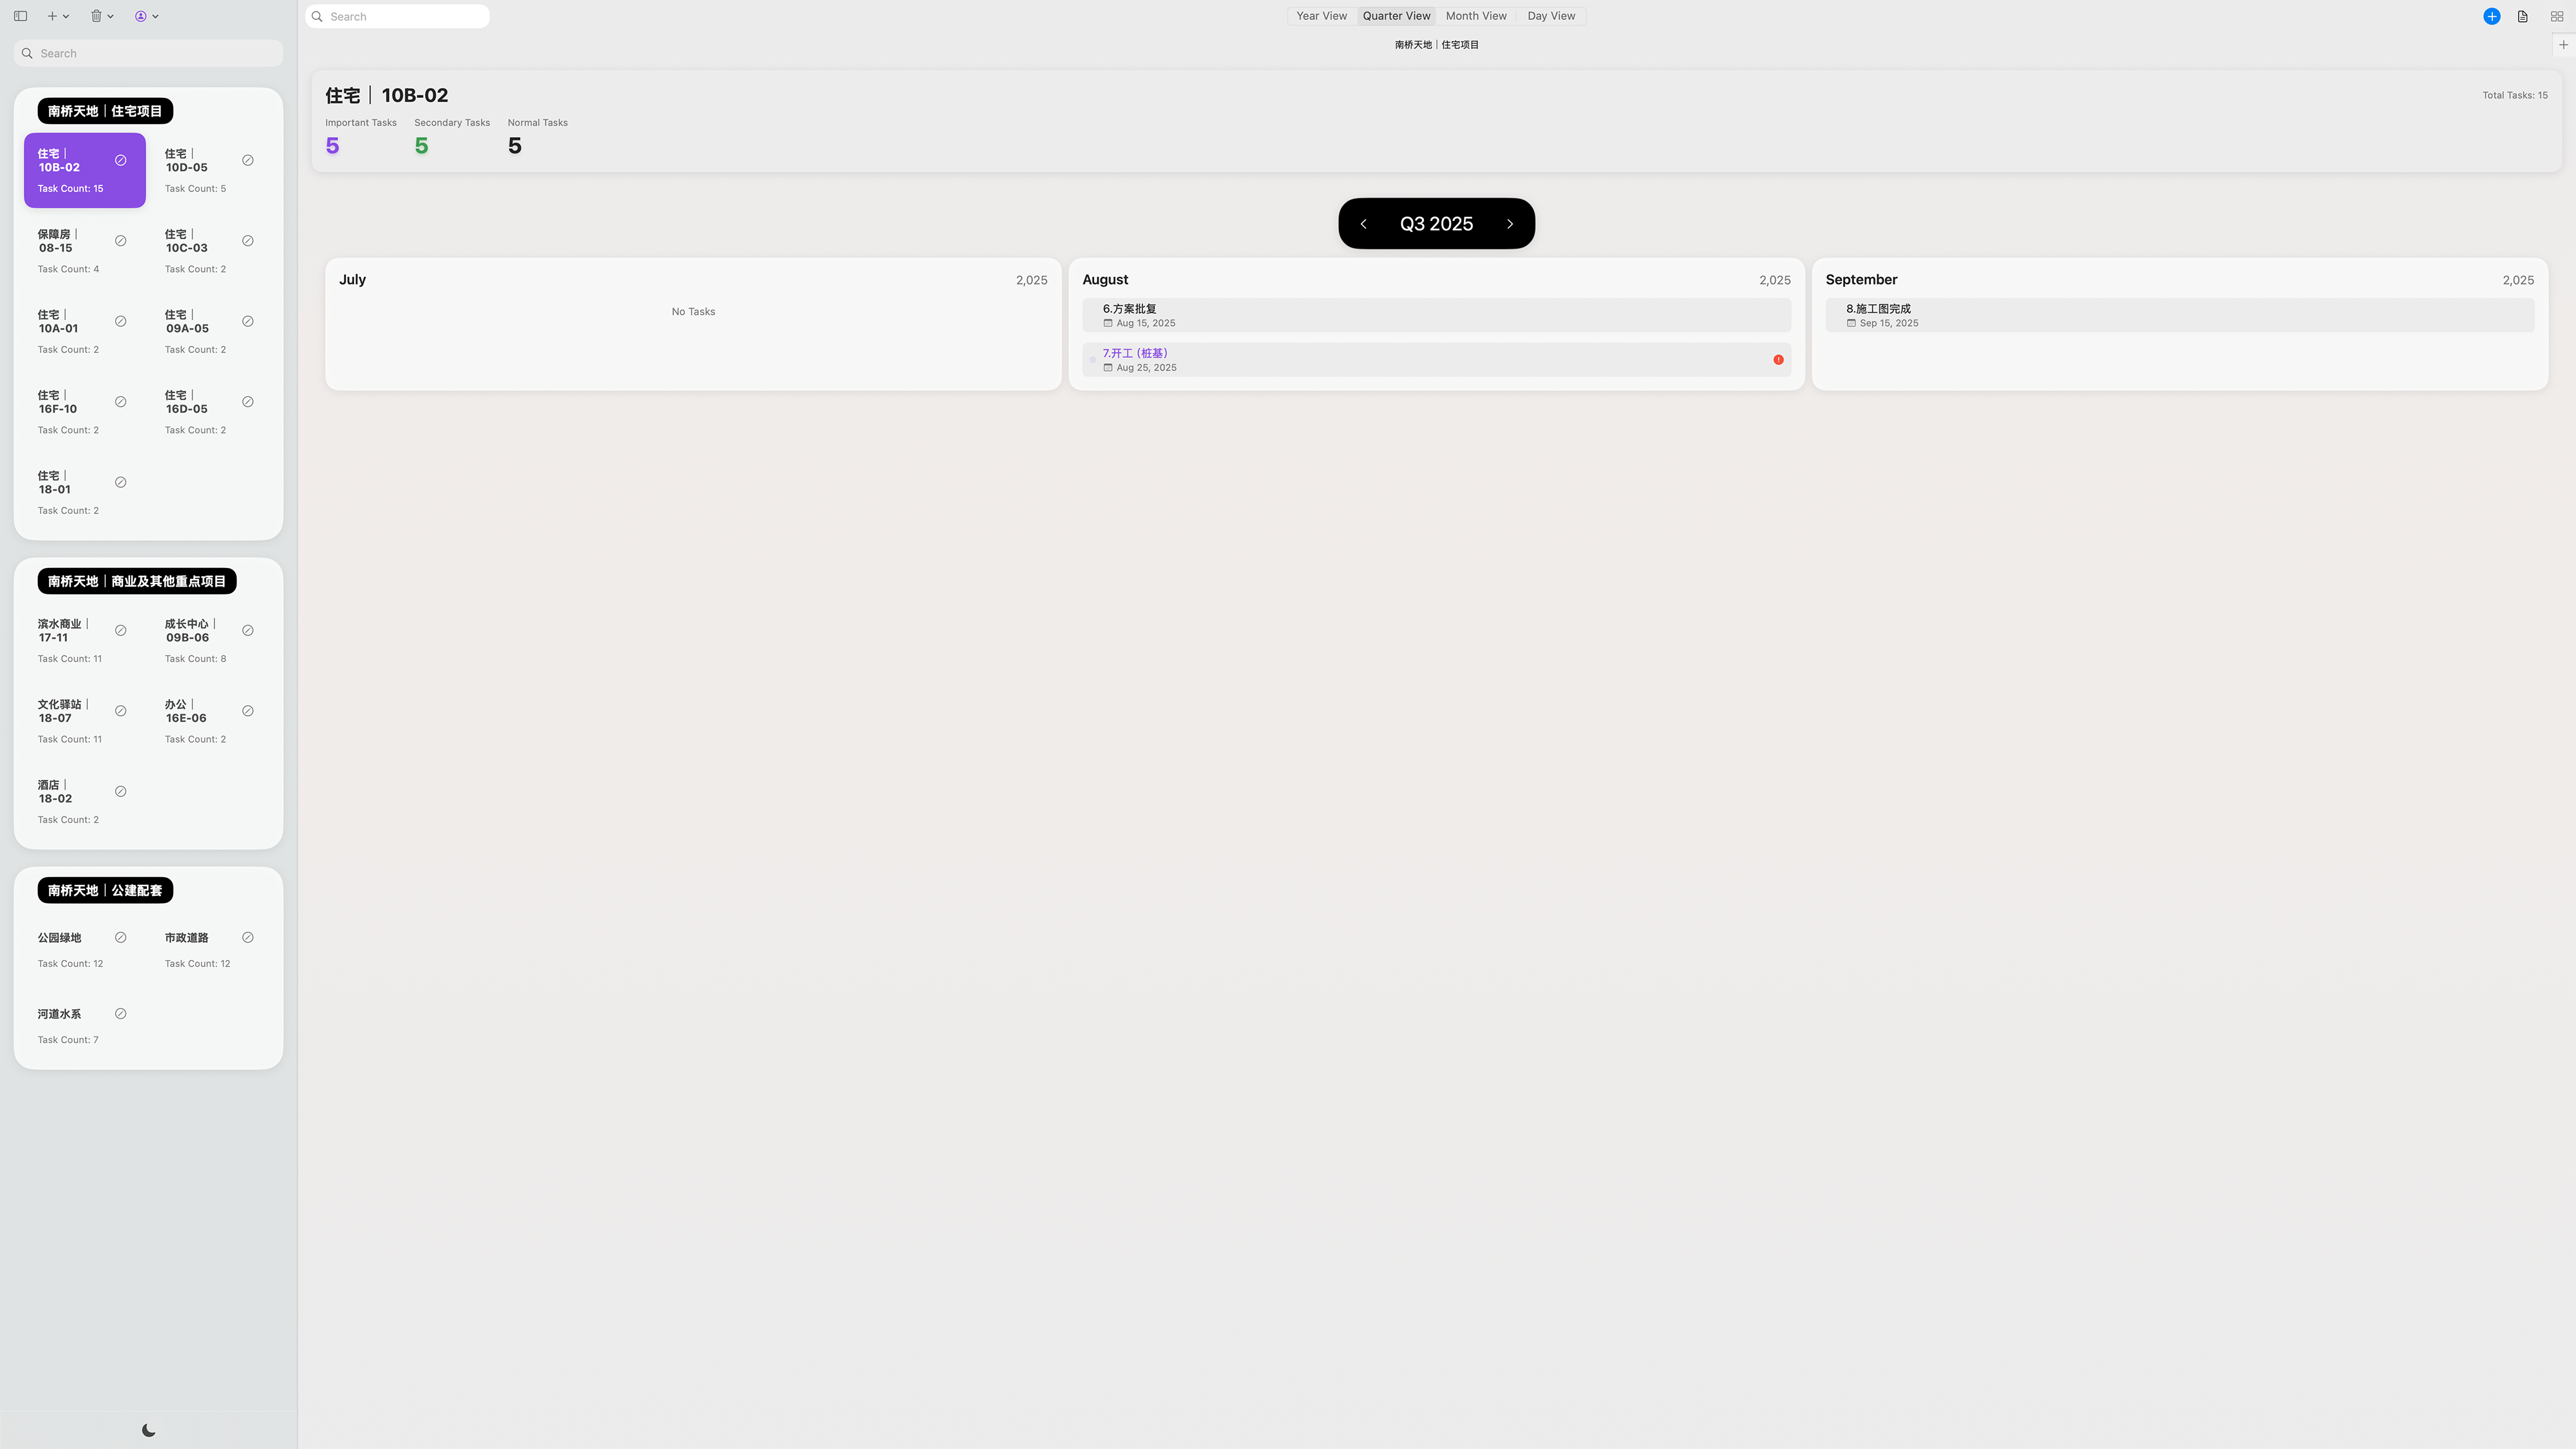 Search
南桥天地｜住宅项目
住宅｜
10B-02
Task Count: 15
住宅｜
10D-05
Task Count: 5
保障房｜
08-15
Task Count: 4
住宅｜
10C-03
Task Count: 2
住宅｜
10A-01
Task Count: 2
住宅｜
09A-05
Task Count: 2
住宅｜
16F-10
Task Count: 2
住宅｜
16D-05
Task Count: 2
住宅｜
18-01
Task Count: 2
南桥天地｜商业及其他重点项目
滨水商业｜
17-11
Task Count: 11
成长中心｜
09B-06
Task Count: 8
文化驿站｜
18-07
Task Count: 11
办公｜
16E-06
Task Count: 2
酒店｜
18-02
Task Count: 2
南桥天地｜公建配套
公园绿地
Task Count: 12
市政道路
Task Count: 12
河道水系
Task Count: 7
Search
Year View
Quarter View
Month View
Day View
南桥天地｜住宅项目
住宅｜10B-02
Total Tasks: 15
Important Tasks
5
Secondary Tasks
5
Normal Tasks
5
Q3 2025
July
2,025
No Tasks
August
2,025
6.方案批复
Aug 15, 2025
7.开工（桩基）
Aug 25, 2025
September
2,025
8.施工图完成
Sep 15, 2025